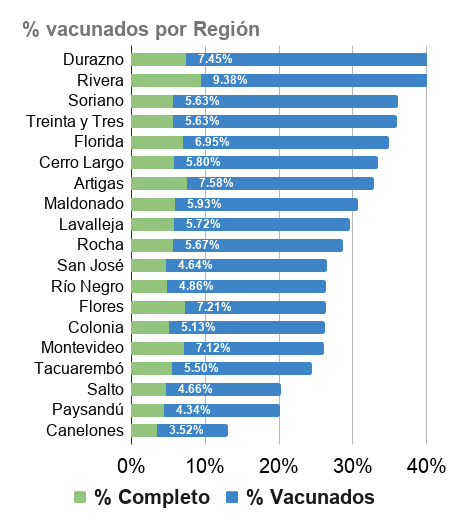 % vacunados por Región
Durazno 7.45%
Rivera 9.38%
Soriano 5.63%
Treinta y Tres 5.63%
Florida 6.95%
Cerro Largo 5.80%
Artigas 7.58%
Maldonado 5.93%
Lavalleja 5.72%
Rocha 5.67%
San José 4.64%
Río Negro 4.86%
Flores 7.21%
Colonia 5.13%
Montevideo 7.12%
Tacuarembó 5.50%
Salto 4.66%
Paysandú 4.34%
Canelones 3.52%
0% 10% 20% 30% 40%
% Completo % Vacunados